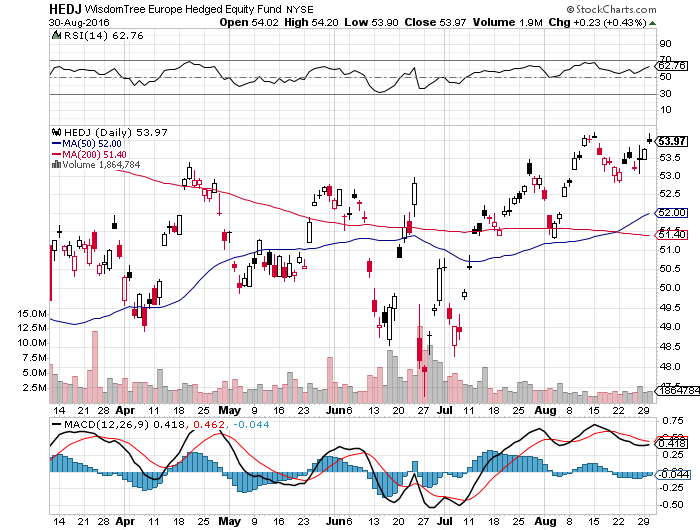 HEDJ WisdomTree Europe Hedged Equity Fund NYSE
© StockCharts.com
30-Aug-2016
Open 54.02 High 54.20 Low 53.90 Close 53.97 Volume 1.9M Chg +0.23 (+0.43%)
RSI(14) 62.76
90
70
62.76
50
30
10
HEDJ (Daily) 53.97
MA(50) 52.00
MA(200) 51.40
Volume 1,864,784
53.97
53.5
53.0
52.5
52.00
51.5
51.40
51.0
50.5
50.0
49.5
49.0
48.5
48.0
47.5
15.0M
12.5M
10.0M
7.5M
5.0M
2.5M
1864784
14 21 28 Apr 11 18 25 May 9 16 23 Jun 6 13 20 27 Jul 11 18 25 Aug 8 15 22 29
MACD(12,26,9) 0.418, 0.462, -0.044
0.75
0.418
0.25
-0.044
-0.25
-0.50
14 21 28 Apr 11 18 25 May 9 16 23 Jun 6 13 20 27 Jul 11 18 25 Aug 8 15 22 29